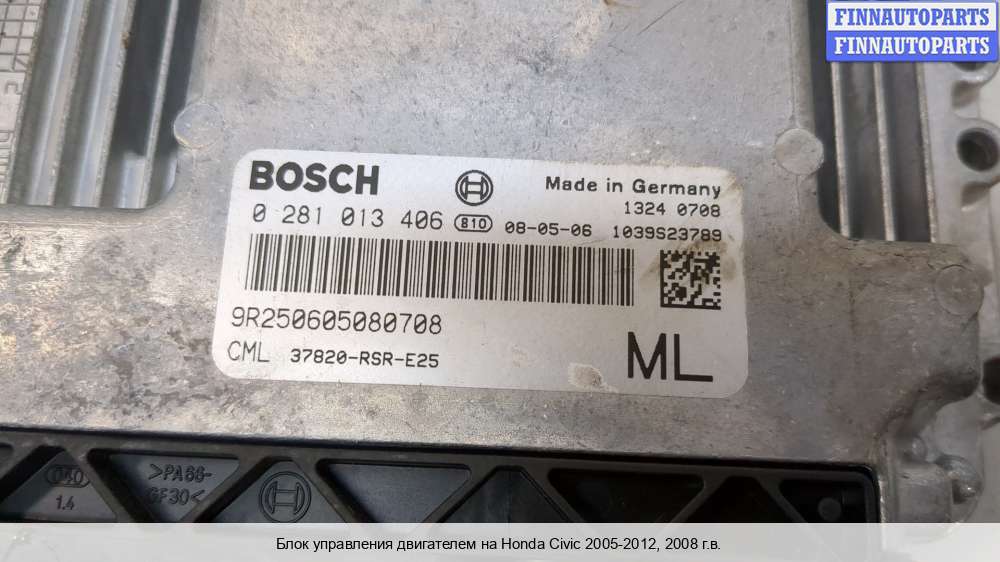 FINNAUTOPARTS
FINNAUTOPARTS
BOSCH
Made in Germany
1324 0708
0 281 013 406 810 08-05-06 1039S23789
9R250605080708
CML 37820-RSR-E25
ML
040
1.4
>PA66-
GF30<
Блок управления двигателем на Honda Civic 2005-2012, 2008 г.в.